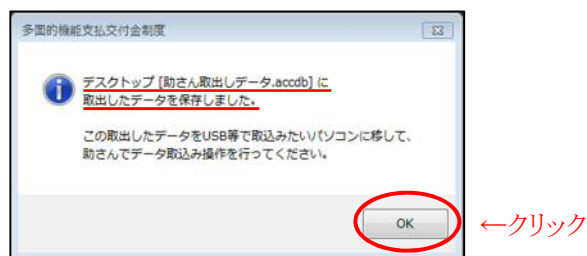 多面的機能支払交付金制度
デスクトップ [助さん取出しデータ.accdb] に
取出したデータを保存しました。
この取出したデータをUSB等で取込みたいパソコンに移して、
助さんでデータ取込み操作を行ってください。
OK
←クリック